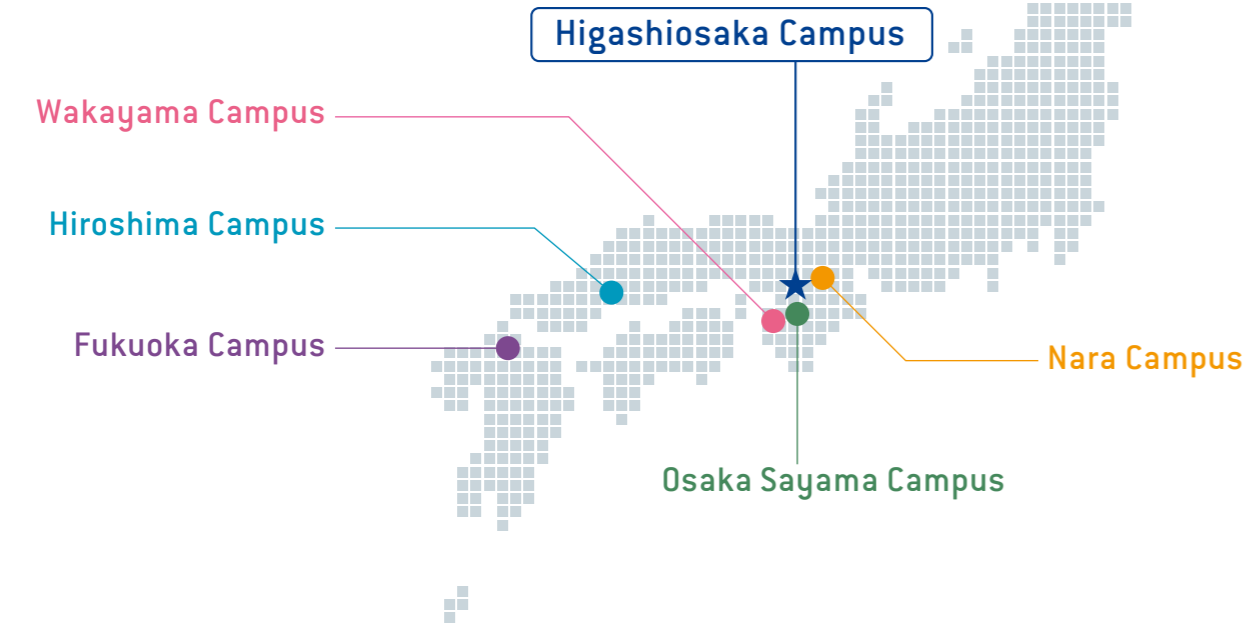 Higashiosaka Campus
Wakayama Campus
Hiroshima Campus
Fukuoka Campus
Nara Campus
Osaka Sayama Campus